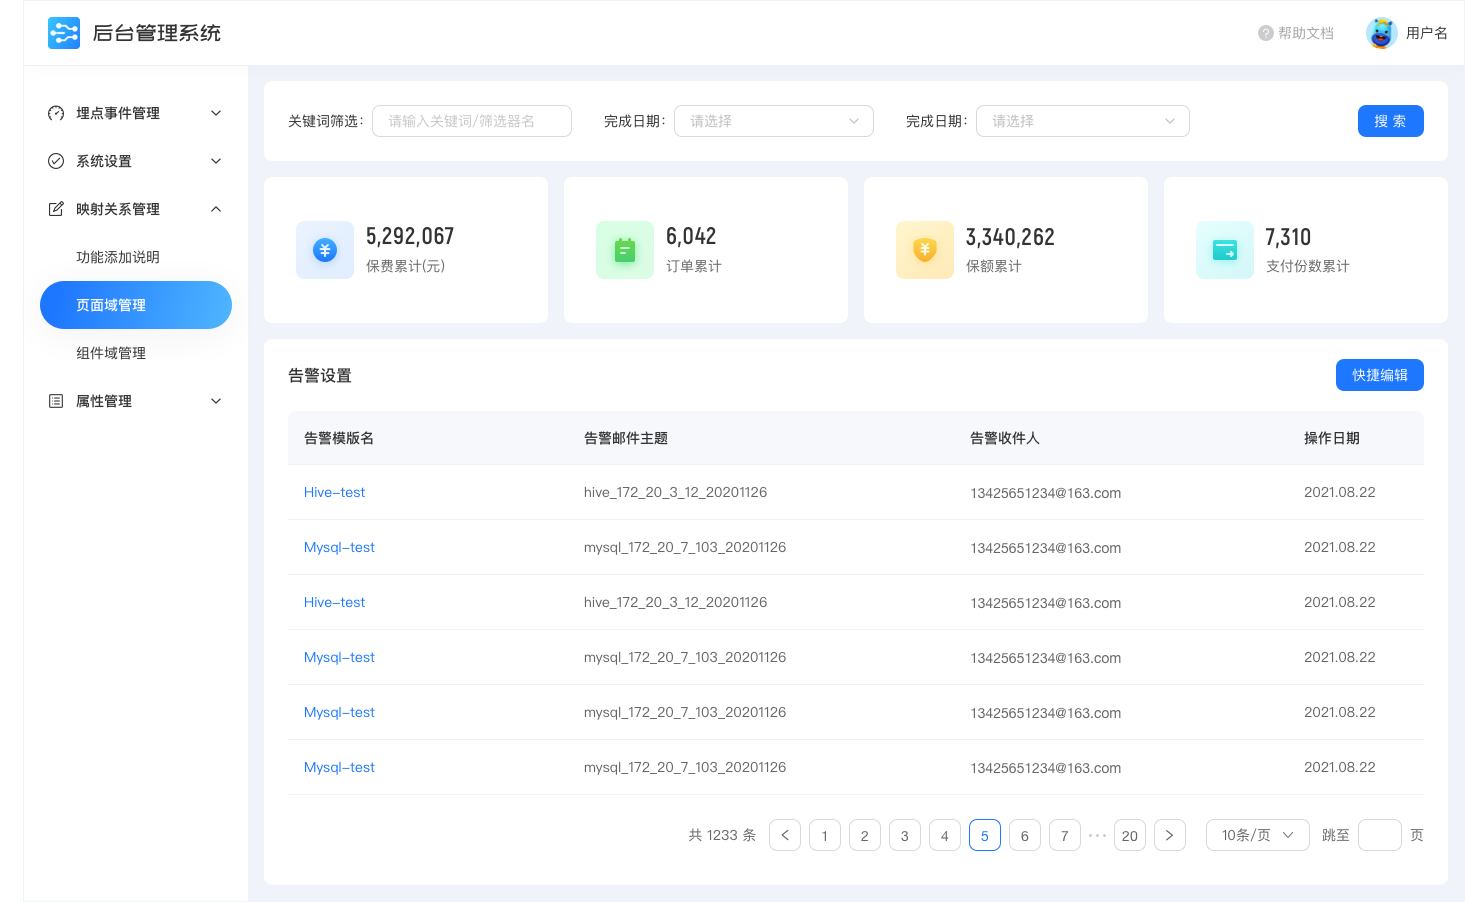 后台管理系统
帮助文档
用户名
埋点事件管理
系统设置
映射关系管理
功能添加说明
页面域管理
组件域管理
属性管理
关键词筛选: 请输入关键词/筛选器名 完成日期: 请选择 完成日期: 请选择 搜 索
5,292,067
保费累计(元)
6,042
订单累计
3,340,262
保额累计
7,310
支付份数累计
告警设置 快捷编辑
告警模版名 告警邮件主题 告警收件人 操作日期
Hive-test hive_172_20_3_12_20201126 13425651234@163.com 2021.08.22
Mysql-test mysql_172_20_7_103_20201126 13425651234@163.com 2021.08.22
Hive-test hive_172_20_3_12_20201126 13425651234@163.com 2021.08.22
Mysql-test mysql_172_20_7_103_20201126 13425651234@163.com 2021.08.22
Mysql-test mysql_172_20_7_103_20201126 13425651234@163.com 2021.08.22
Mysql-test mysql_172_20_7_103_20201126 13425651234@163.com 2021.08.22
共 1233 条 < 1 2 3 4 5 6 7 ··· 20 > 10条/页 跳至 页